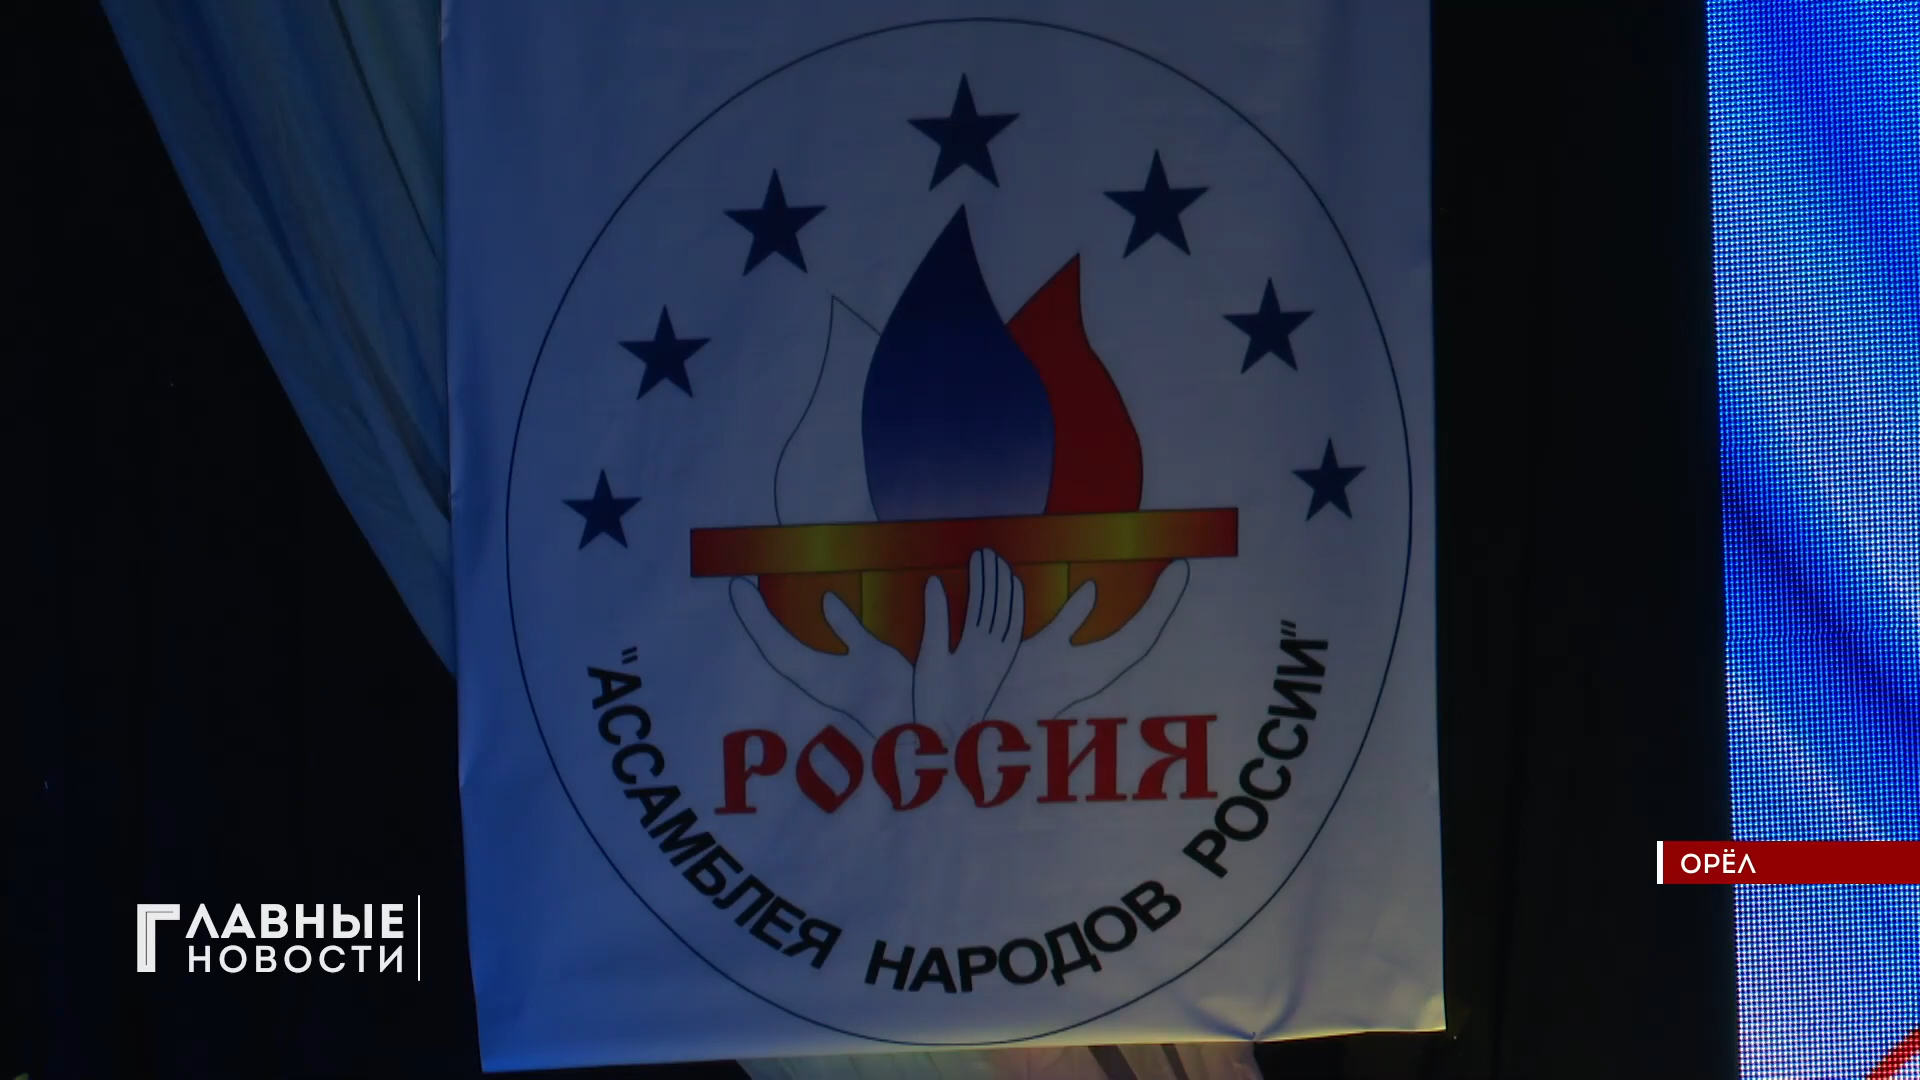 РОССИЯ
"АССАМБЛЕЯ НАРОДОВ РОССИИ"
ОРЁЛ
ГЛАВНЫЕ
НОВОСТИ